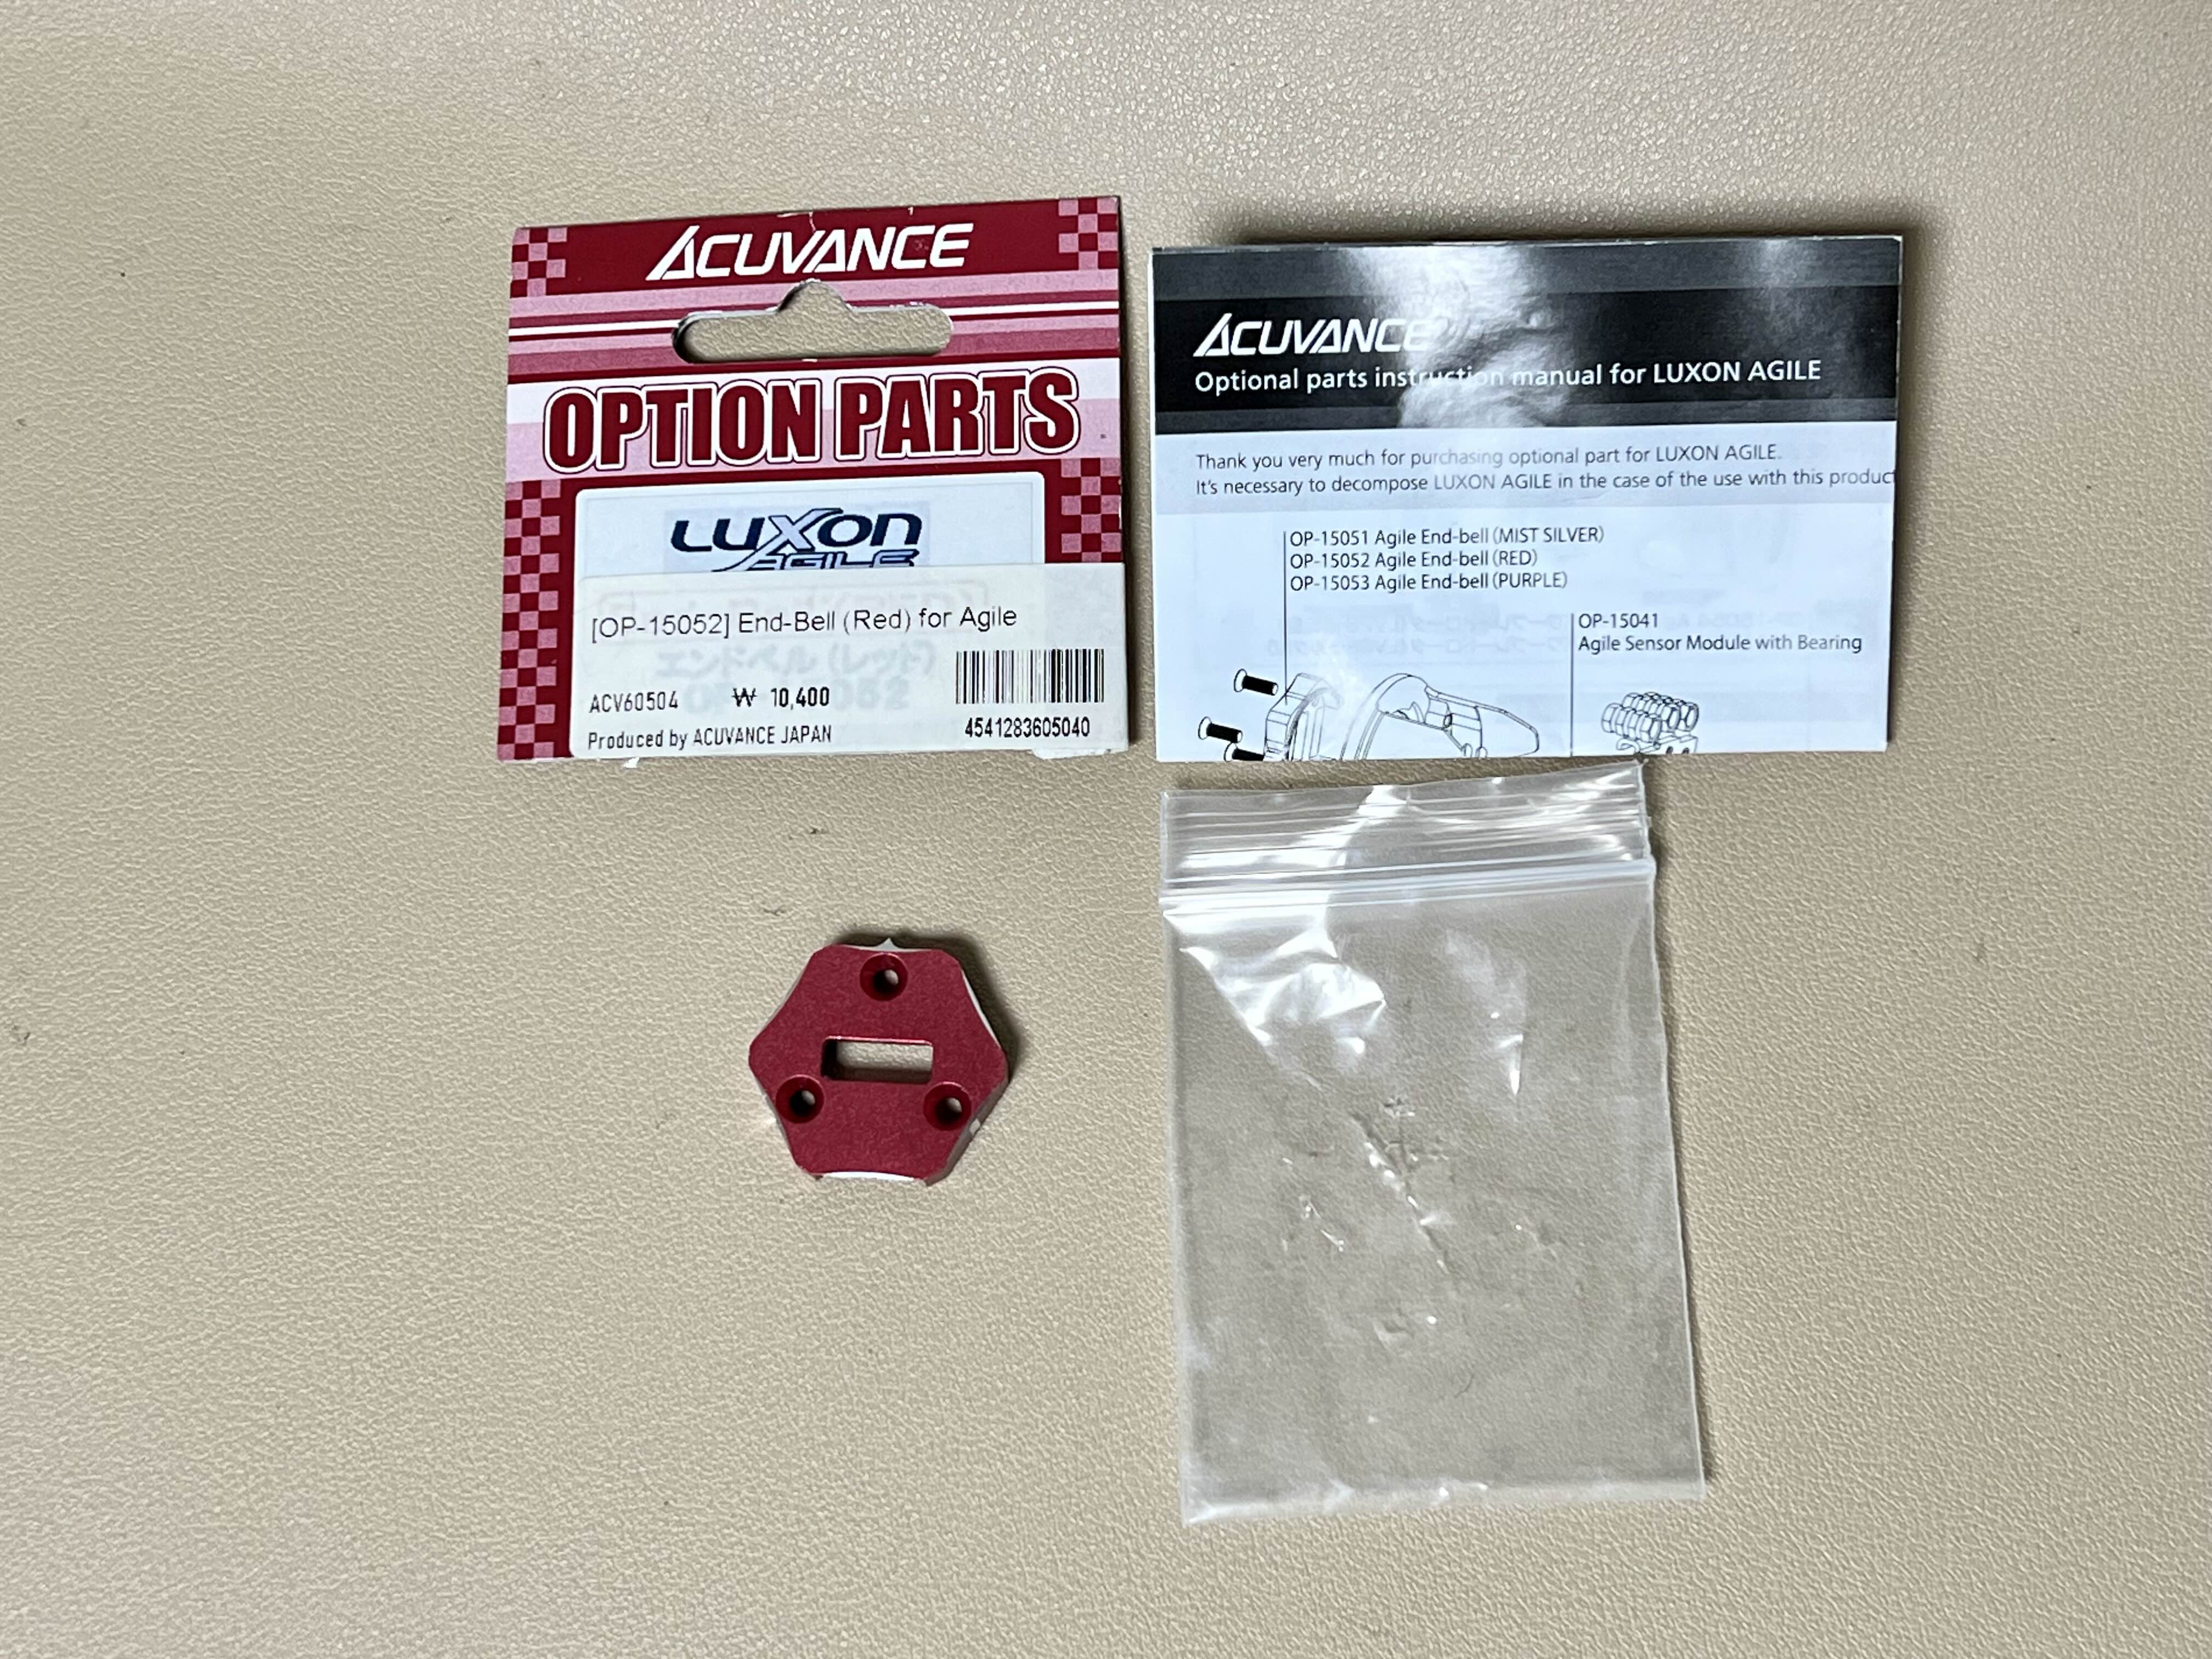 ACUVANCE
OPTION PARTS
LUXON
AGILE
[OP-15052] End-Bell (Red) for Agile
エンドベル (レッド)
ACV60504 ₩ 10,400
Produced by ACUVANCE JAPAN
4541283605040
ACUVANCE
Optional parts instruction manual for LUXON AGILE
Thank you very much for purchasing optional part for LUXON AGILE.
It's necessary to decompose LUXON AGILE in the case of the use with this product
OP-15051 Agile End-bell (MIST SILVER)
OP-15052 Agile End-bell (RED)
OP-15053 Agile End-bell (PURPLE)
OP-15041
Agile Sensor Module with Bearing